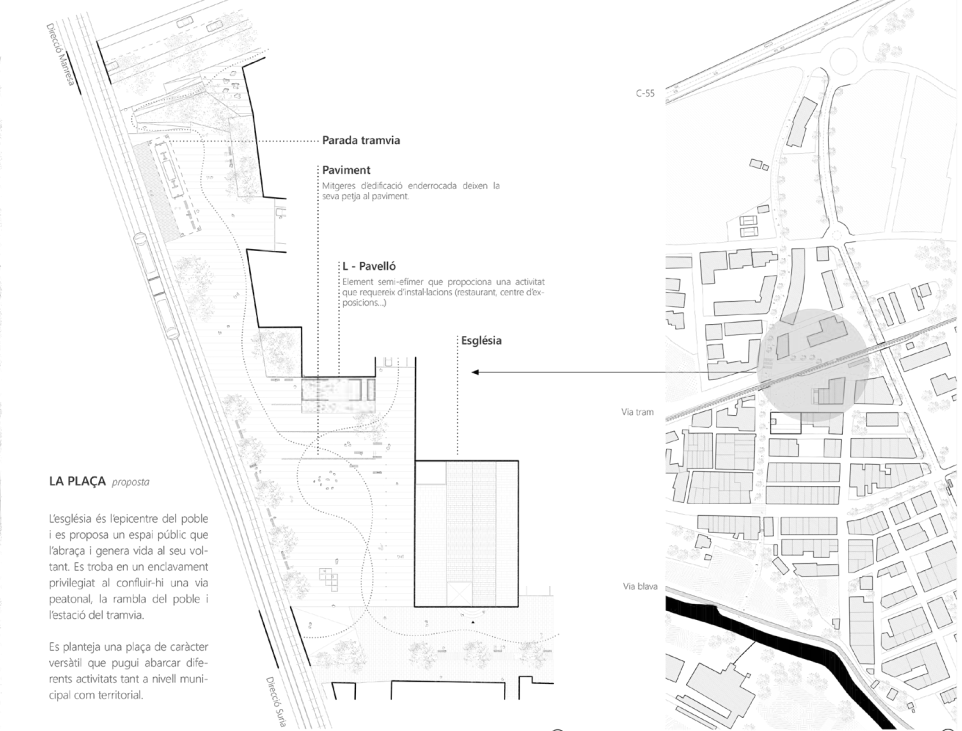 Direcció Manresa
C-55
Parada tramvia
Paviment
Mitgeres d'edificació enderrocada deixen la
seva petja al paviment.
L - Pavelló
Element semi-efímer que propociona una activitat
que requereix d'instal·lacions (restaurant, centre d'ex-
posicions...)
Església
Via tram
LA PLAÇA proposta
L'església és l'epicentre del poble
i es proposa un espai públic que
l'abraça i genera vida al seu vol-
tant. Es troba en un enclavament
privilegiat al confluir-hi una via
peatonal, la rambla del poble i
l'estació del tramvia.
Es planteja una plaça de caràcter
versàtil que pugui abarcar dife-
rents activitats tant a nivell muni-
cipal com territorial.
Via blava
Direcció Súria